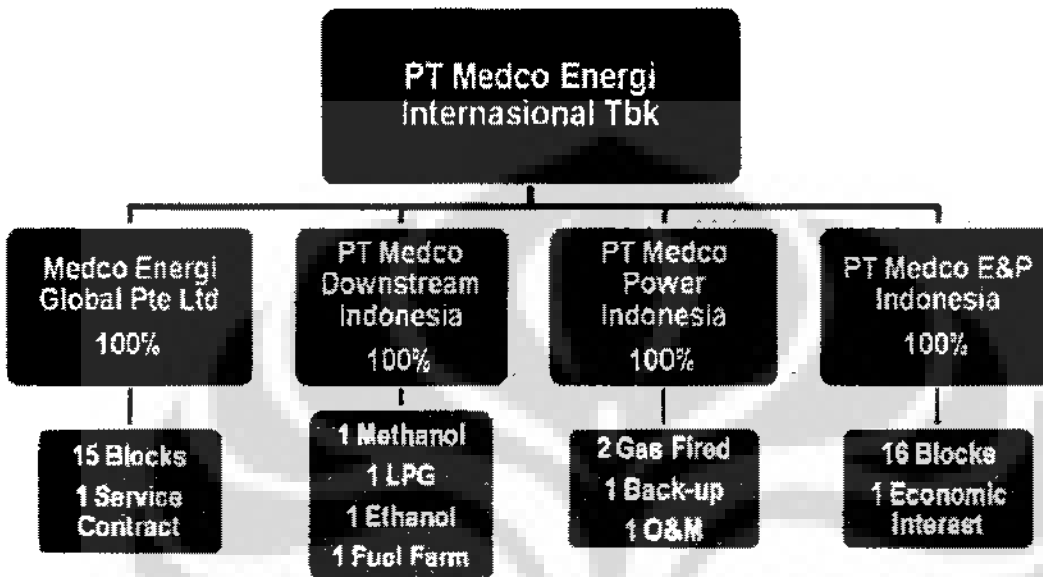 PT Medco Energi
Internasional Tbk
Medco Energi
Global Pte Ltd
100%
PT Medco
Downstream
Indonesia
100%
PT Medco
Power
Indonesia
100%
PT Medco E&P
Indonesia
100%
15 Blocks
1 Service
Contract
1 Methanol
1 LPG
1 Ethanol
1 Fuel Farm
2 Gas Fired
1 Back-up
1 O&M
16 Blocks
1 Economic
Interest